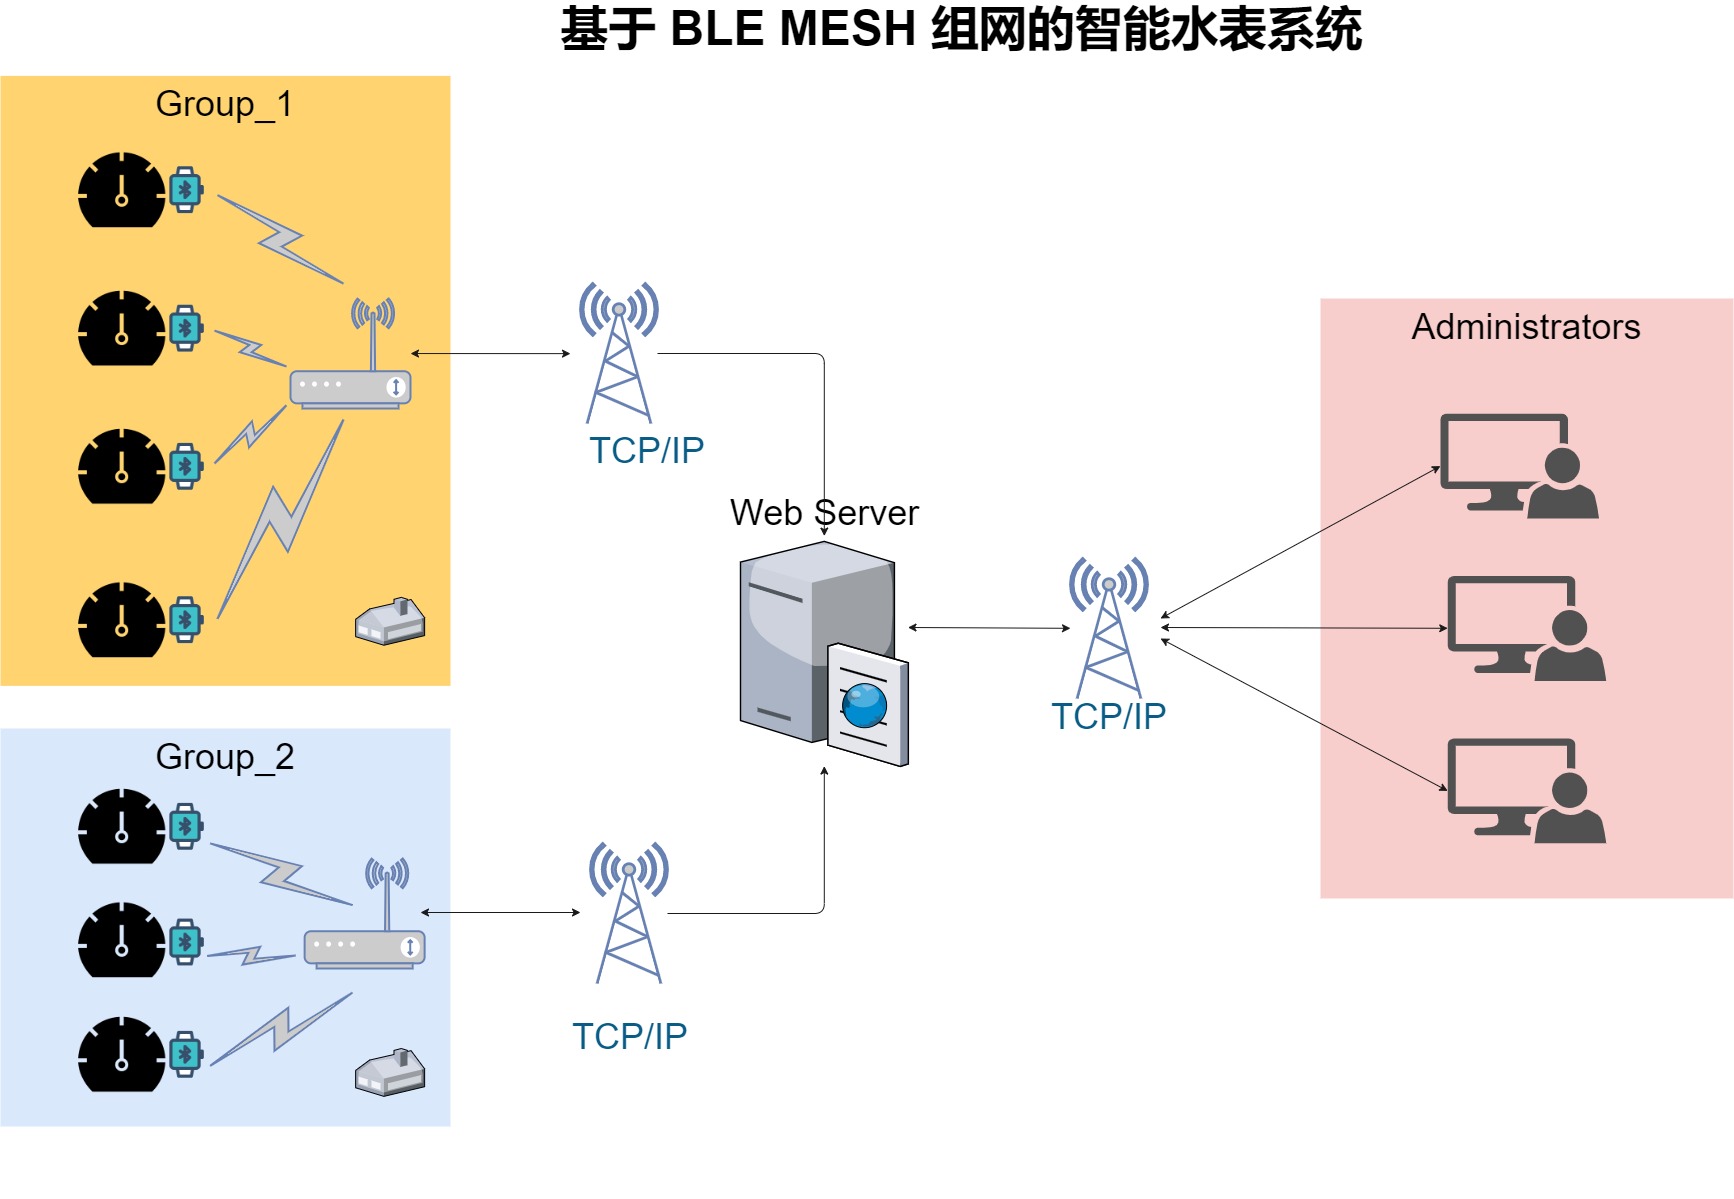 基于 BLE MESH 组网的智能水表系统
Group_1
Administrators
TCP/IP
Web Server
TCP/IP
Group_2
TCP/IP